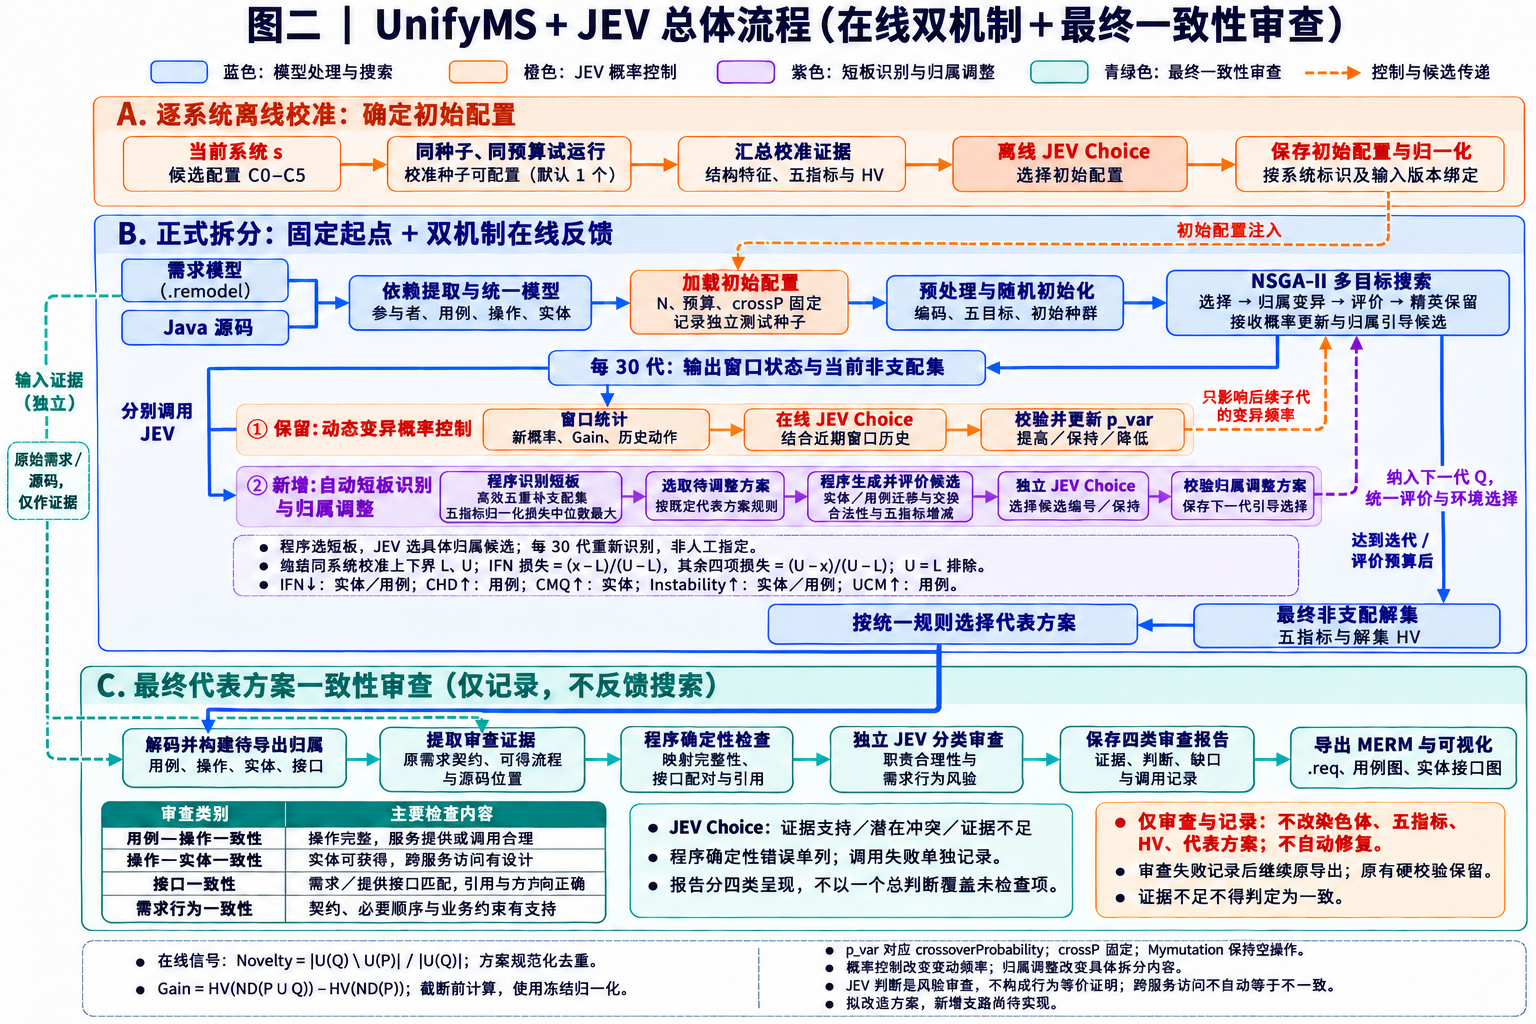 图二 | UnifyMS + JEV 总体流程（在线双机制＋最终一致性审查）
蓝色：模型处理与搜索
橙色：JEV 概率控制
紫色：短板识别与归属调整
青绿色：最终一致性审查
控制与候选传递
A. 逐系统离线校准：确定初始配置
当前系统 s
候选配置 C0–C5
同种子、同预算试运行
校准种子可配置（默认 1 个）
汇总校准证据
结构特征、五指标与 HV
离线 JEV Choice
选择初始配置
保存初始配置与归一化
按系统标识及输入版本绑定
B. 正式拆分：固定起点 + 双机制在线反馈
初始配置注入
需求模型
（.remodel）
Java 源码
依赖提取与统一模型
参与者、用例、操作、实体
加载初始配置
N、预算、crossP 固定
记录独立测试种子
预处理与随机初始化
编码、五目标、初始种群
NSGA-II 多目标搜索
选择 → 归属变异 → 评价 → 精英保留
接收概率更新与归属引导候选
每 30 代：输出窗口状态与当前非支配集
输入证据
（独立）
原始需求/
源码，
仅作证据
分别调用
JEV
① 保留：动态变异概率控制
窗口统计
新概率、Gain、历史动作
在线 JEV Choice
结合近期窗口历史
校验并更新 p_var
提高／保持／降低
只影响后续子代
的变异频率
② 新增：自动短板识别
与归属调整
程序识别短板
高效五重补支配集
五指标归一化损失中位数最大
选取待调整方案
按既定代表方案规则
程序生成并评价候选
实体／用例迁移与交换
合法性与五指标增减
独立 JEV Choice
选择候选编号／保持
校验归属调整方案
保存下一代引导选择
纳入下一代 Q，
统一评价与环境选择
● 程序选短板，JEV 选具体归属候选；每 30 代重新识别，非人工指定。
● 缩结同系统校准上下界 L、U；IFN 损失 = (x – L)/(U – L)，其余四项损失 = (U – x)/(U – L)；U = L 排除。
● IFN↓：实体／用例；CHD↑：用例；CMQ↑：实体；Instability↑：实体／用例；UCM↑：用例。
达到迭代 /
评价预算后
按统一规则选择代表方案
最终非支配解集
五指标与解集 HV
C. 最终代表方案一致性审查（仅记录，不反馈搜索）
解码并构建待导出归属
用例、操作、实体、接口
提取审查证据
原需求契约、可得流程
与源码位置
程序确定性检查
映射完整性、
接口配对与引用
独立 JEV 分类审查
职责合理性与
需求行为风险
保存四类审查报告
证据、判断、缺口
与调用记录
导出 MERM 与可视化
.req、用例图、实体接口图
审查类别 主要检查内容
用例—操作一致性 操作完整，服务提供或调用合理
操作—实体一致性 实体可获得，跨服务访问有设计
接口一致性 需求／提供接口匹配，引用与方向正确
需求行为一致性 契约、必要顺序与业务约束有支持
● JEV Choice：证据支持／潜在冲突／证据不足
● 程序确定性错误单列；调用失败单独记录。
● 报告分四类呈现，不以一个总判断覆盖未检查项。
● 仅审查与记录：不改染色体、五指标、
HV、代表方案；不自动修复。
● 审查失败记录后继续原导出；原有硬校验保留。
● 证据不足不得判定为一致。
● 在线信号：Novelty = |U(Q) \ U(P)| / |U(Q)|；方案规范化去重。
● Gain = HV(ND(P ∪ Q)) – HV(ND(P)；截断前计算，使用冻结归一化。
● p_var 对应 crossoverProbability；crossP 固定；Mymutation 保持空操作。
● 概率控制改变变动频率；归属调整改变具体拆分内容。
● JEV 判断是风险审查，不构成行为等价证明；跨服务访问不自动等于不一致。
● 拟改造方案，新增支路尚待实现。